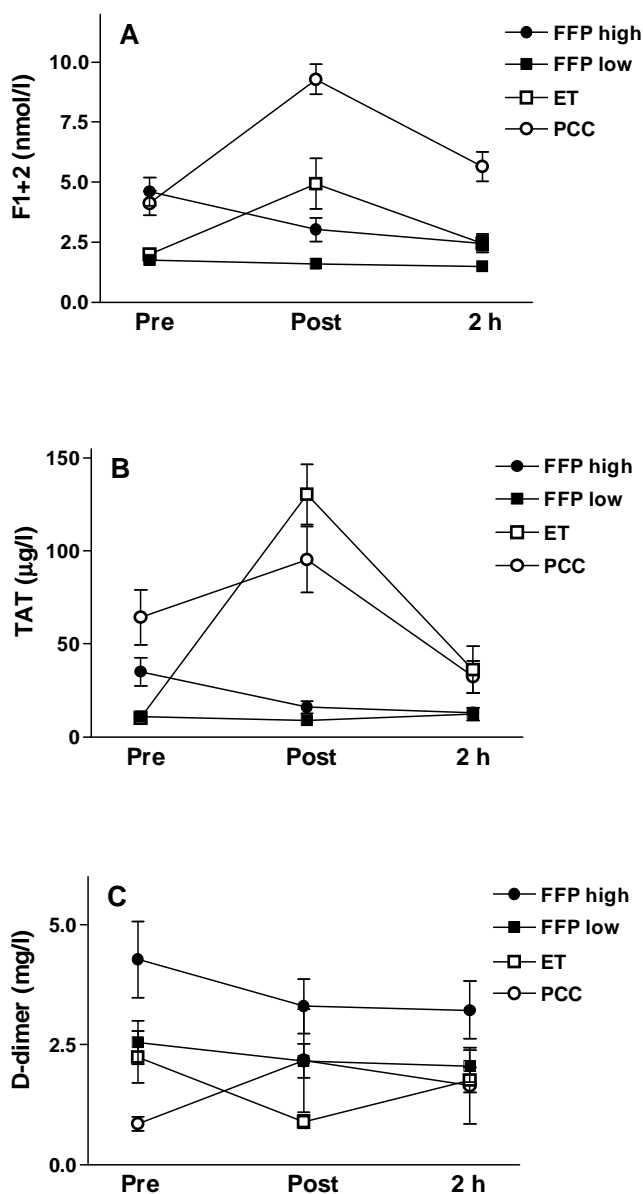 A
FFP high
FFP low
ET
PCC
F1+2 (nmol/l)
10.0
7.5
5.0
2.5
0.0
Pre Post 2 h
B
FFP high
FFP low
ET
PCC
TAT (µg/l)
150
100
50
0
Pre Post 2 h
C
FFP high
FFP low
ET
PCC
D-dimer (mg/l)
5.0
2.5
0.0
Pre Post 2 h